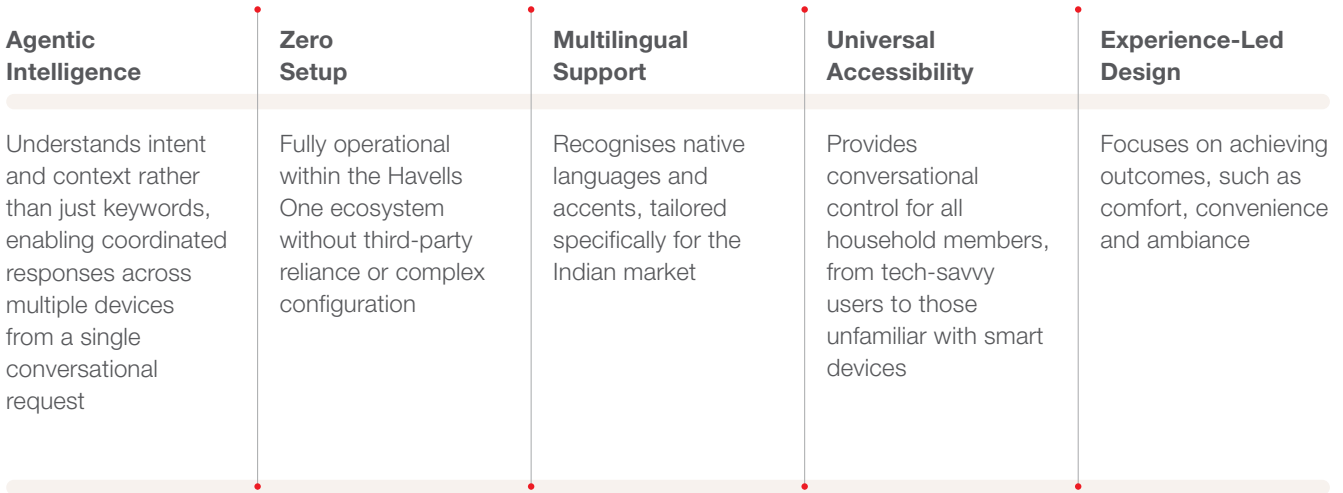 Agentic
Intelligence
Understands intent
and context rather
than just keywords,
enabling coordinated
responses across
multiple devices
from a single
conversational
request
Zero
Setup
Fully operational
within the Havells
One ecosystem
without third-party
reliance or complex
configuration
Multilingual
Support
Recognises native
languages and
accents, tailored
specifically for the
Indian market
Universal
Accessibility
Provides
conversational
control for all
household members,
from tech-savvy
users to those
unfamiliar with smart
devices
Experience-Led
Design
Focuses on achieving
outcomes, such as
comfort, convenience
and ambiance